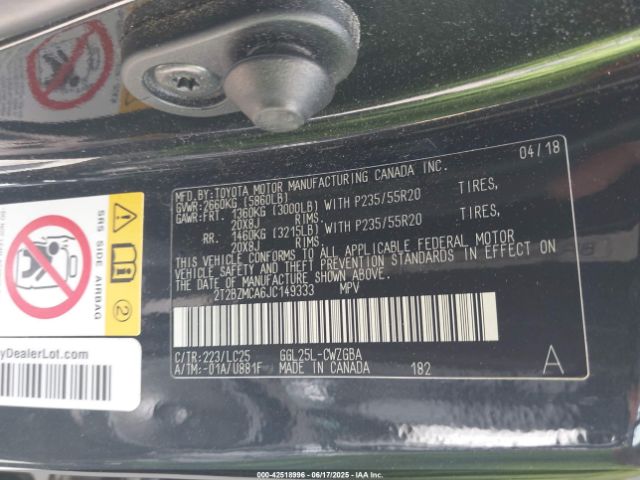 MFD.BY:TOYOTA MOTOR MANUFACTURING CANADA INC. 04/18
GVWR:2660KG (5860LB)
GAWR:FRT. 1360KG (3000LB) WITH P235/55R20 TIRES,
20X8J RIMS.
RR. 1460KG (3215LB) WITH P235/55R20 TIRES,
20X8J RIMS.
THIS VEHICLE CONFORMS TO ALL APPLICABLE FEDERAL MOTOR
VEHICLE SAFETY AND THEFT PREVENTION STANDARDS IN EFFECT ON
THE DATE OF MANUFACTURE SHOWN ABOVE.
2T2BZMCA6JC149333 MPV
C/TR:223/LC25 GGL25L-CWZGBA
A/TM:-01A/U881F MADE IN CANADA 182 A
SRS SIDE AIRBAG
yDealerLot.com
000-42518996 - 06/17/2025 - IAA, Inc.